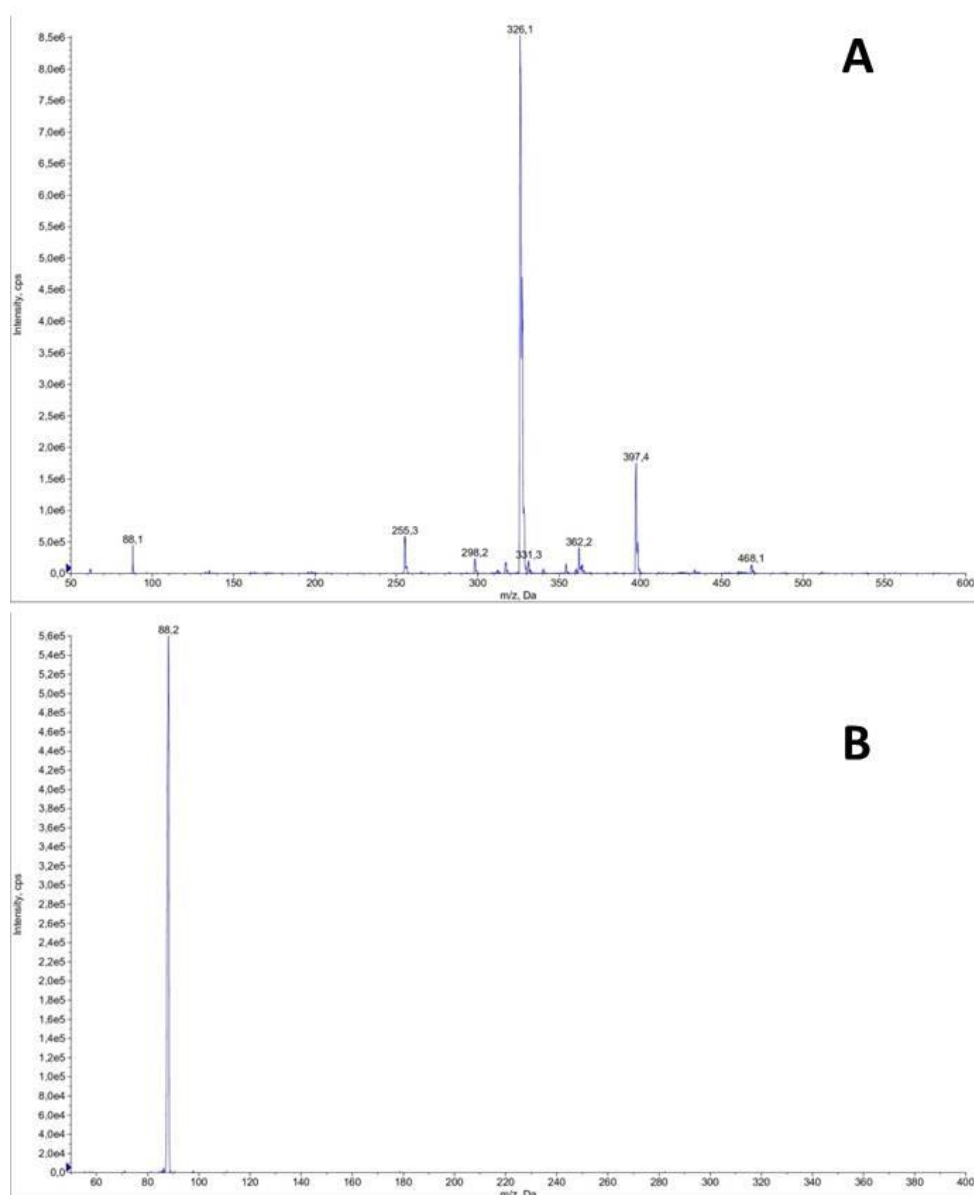 A
326,1
8,5e6
8,0e6
7,5e6
7,0e6
6,5e6
6,0e6
5,5e6
5,0e6
4,5e6
4,0e6
3,5e6
3,0e6
2,5e6
2,0e6
1,5e6
1,0e6
5,0e5
0,0
Intensity, cps
397,4
255,3
88,1
298,2
331,3
362,2
468,1
50 100 150 200 250 300 350 400 450 500 550 600
m/z, Da
B
88,2
5,6e5
5,4e5
5,2e5
5,0e5
4,8e5
4,6e5
4,4e5
4,2e5
4,0e5
3,8e5
3,6e5
3,4e5
3,2e5
3,0e5
2,8e5
2,6e5
2,4e5
2,2e5
2,0e5
1,8e5
1,6e5
1,4e5
1,2e5
1,0e5
8,0e4
6,0e4
4,0e4
2,0e4
0,0
Intensity, cps
60 80 100 120 140 160 180 200 220 240 260 280 300 320 340 360 380 400
m/z, Da